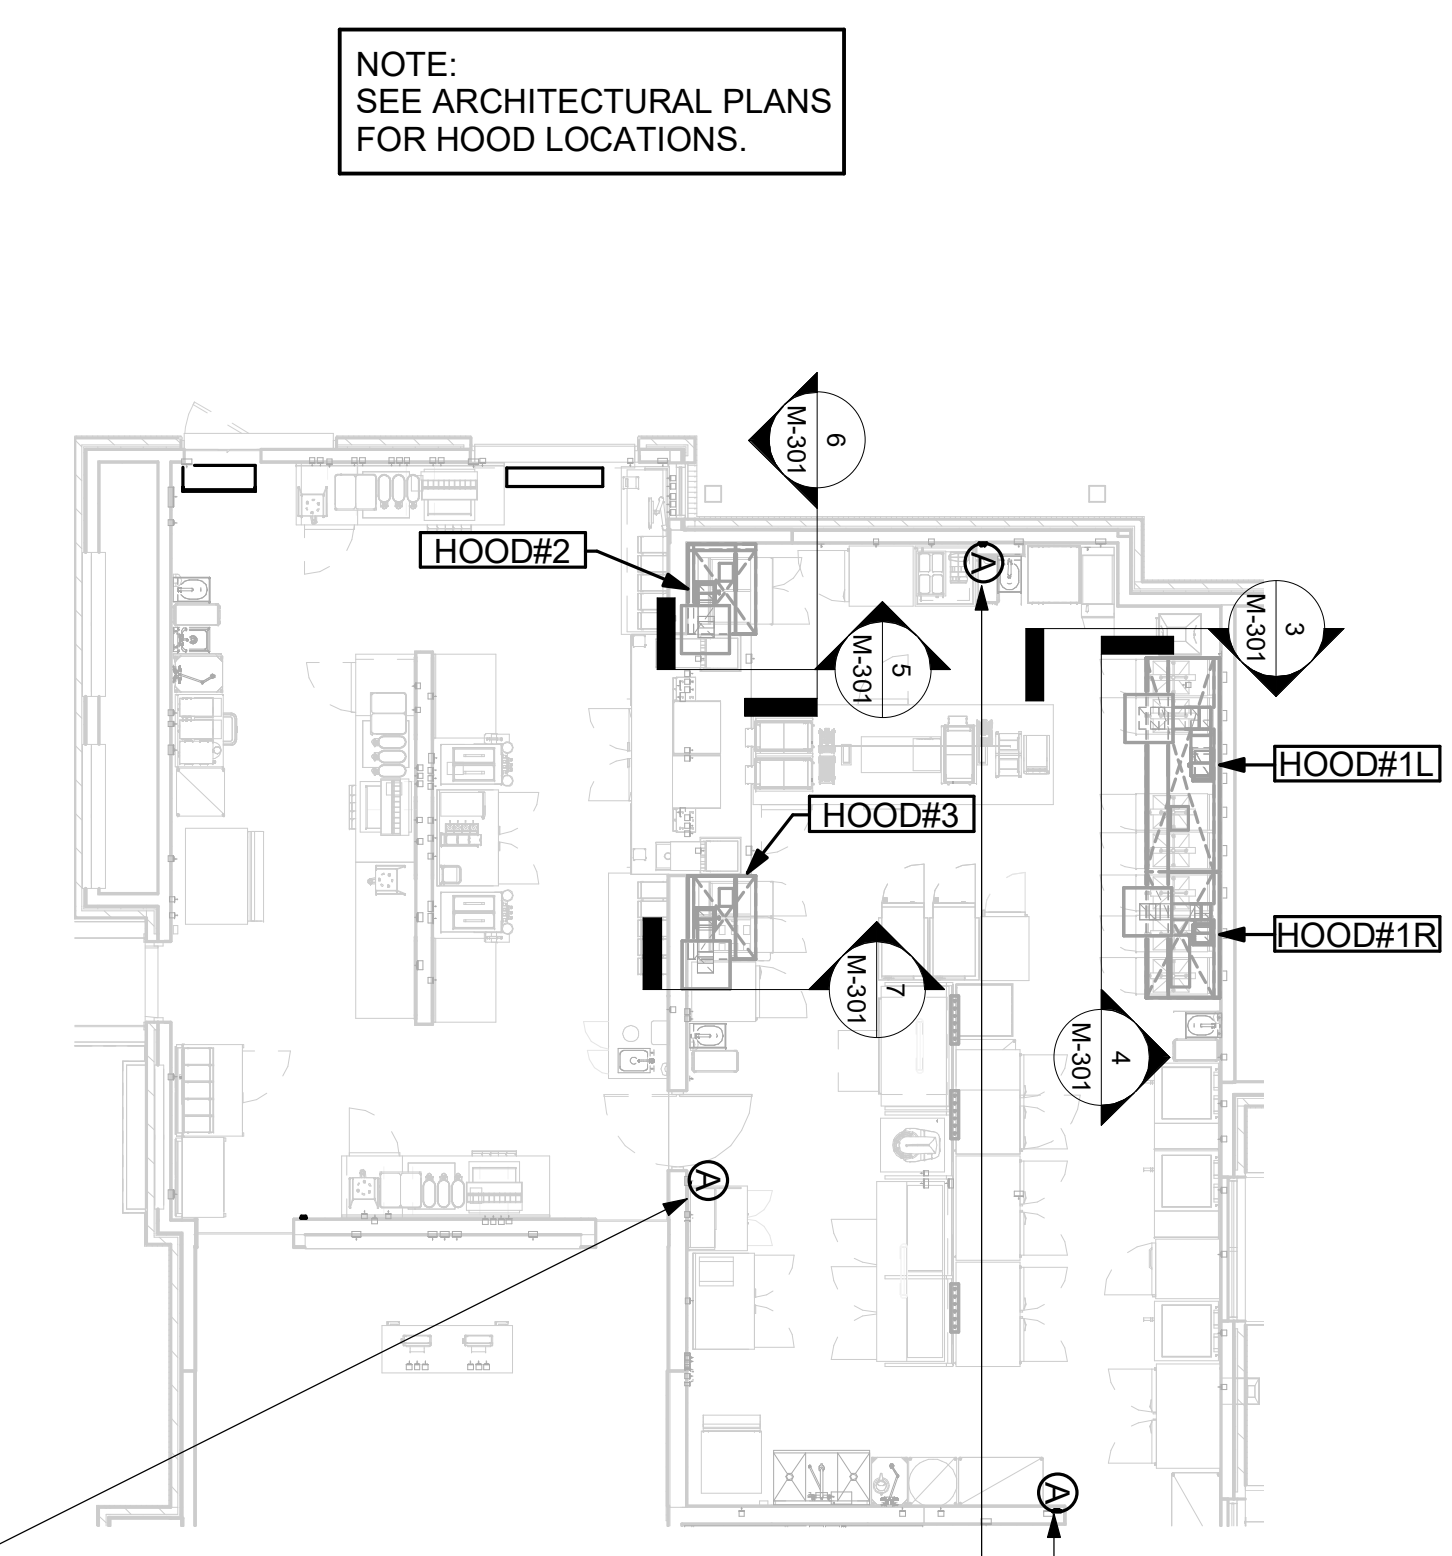 NOTE:
SEE ARCHITECTURAL PLANS
FOR HOOD LOCATIONS.
6
M-301
HOOD#2
A
3
M-301
5
M-301
HOOD#1L
HOOD#3
HOOD#1R
7
M-301
4
M-301
A
A